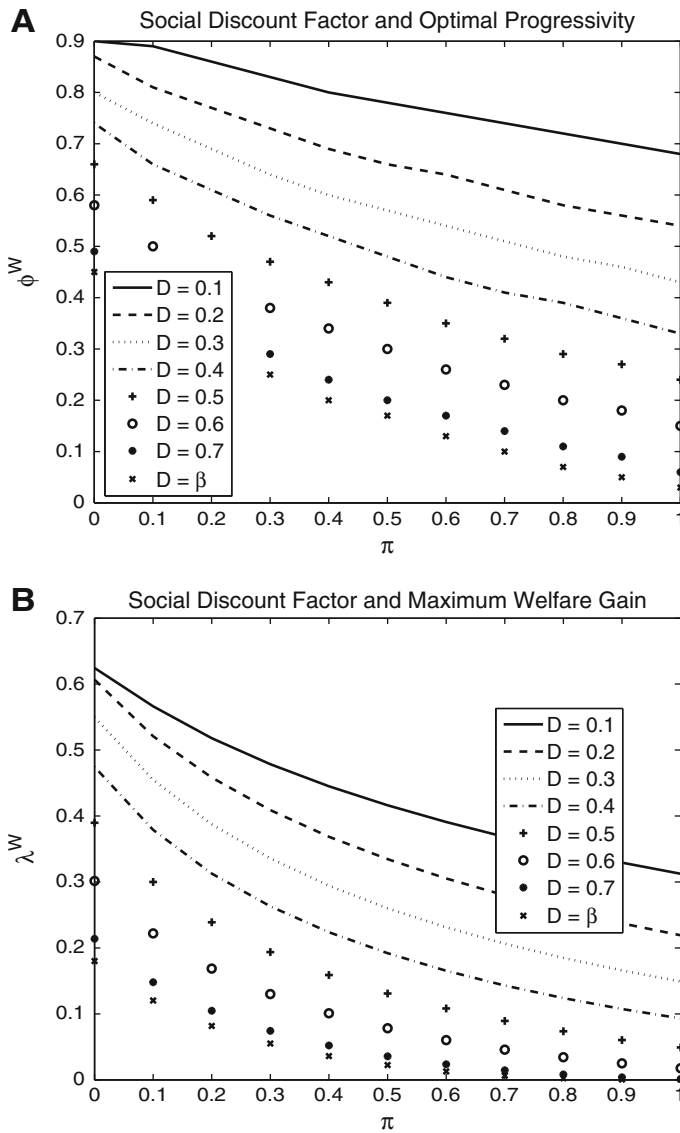 A
Social Discount Factor and Optimal Progressivity
0.9
0.8
0.7
0.6
0.5
0.4
0.3
0.2
0.1
0
ϕW
D = 0.1
D = 0.2
D = 0.3
D = 0.4
D = 0.5
D = 0.6
D = 0.7
D = β
0 0.1 0.2 0.3 0.4 0.5 0.6 0.7 0.8 0.9 1
π
B
Social Discount Factor and Maximum Welfare Gain
0.7
0.6
0.5
0.4
0.3
0.2
0.1
0
λW
D = 0.1
D = 0.2
D = 0.3
D = 0.4
D = 0.5
D = 0.6
D = 0.7
D = β
0 0.1 0.2 0.3 0.4 0.5 0.6 0.7 0.8 0.9 1
π